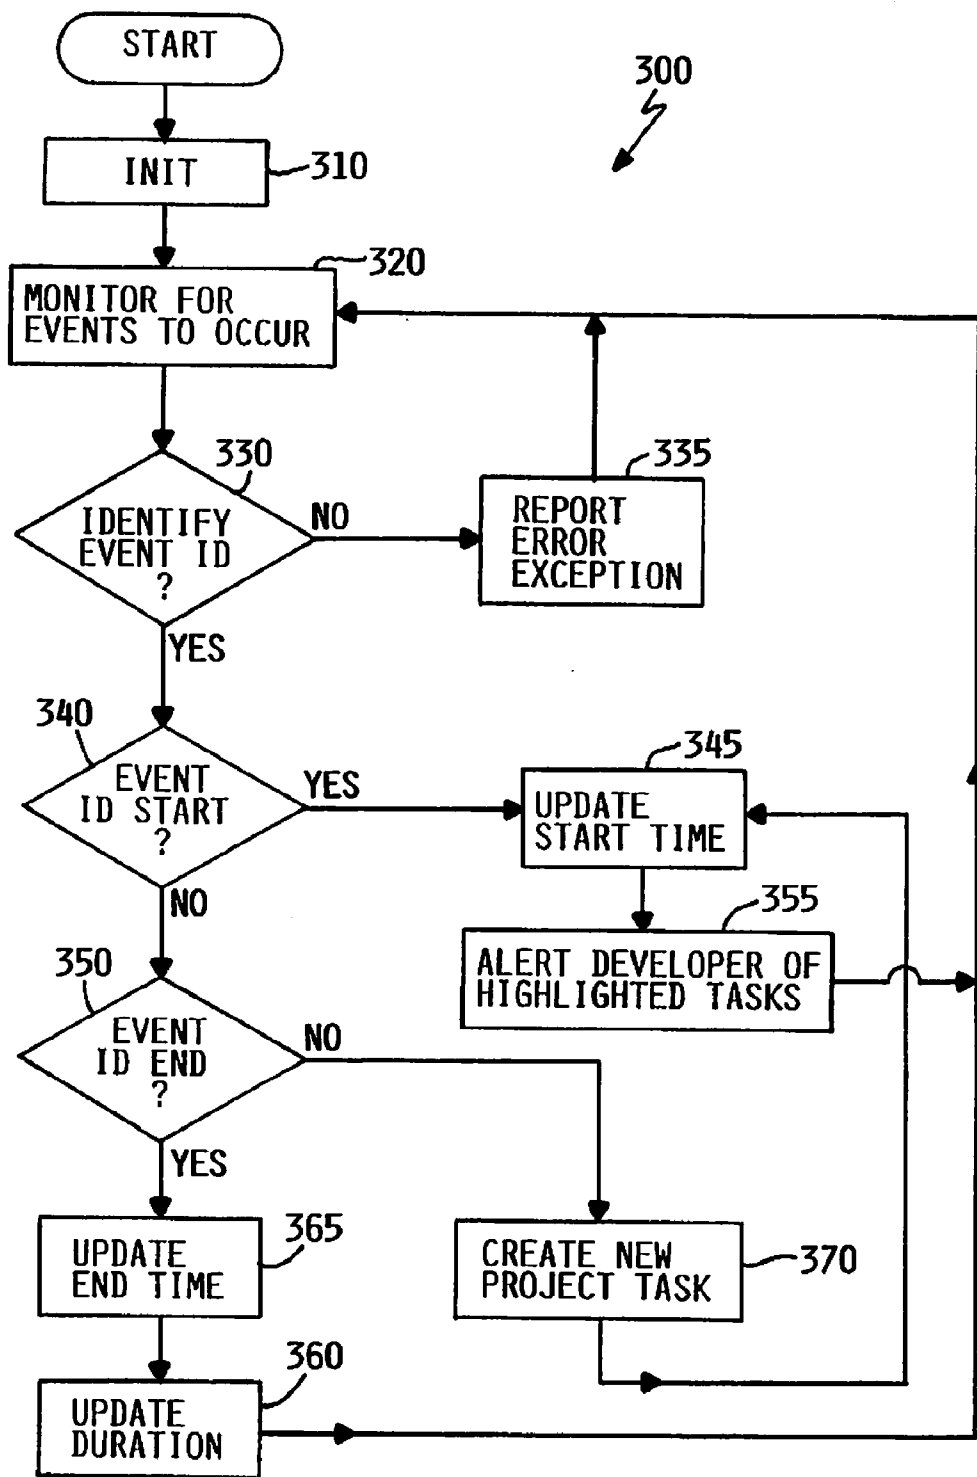 START
300
INIT
310
320
MONITOR FOR
EVENTS TO OCCUR
330
IDENTIFY
EVENT ID
?
NO
335
REPORT
ERROR
EXCEPTION
YES
340
EVENT
ID START
?
YES
345
UPDATE
START TIME
NO
355
ALERT DEVELOPER OF
HIGHLIGHTED TASKS
350
EVENT
ID END
?
NO
YES
365
UPDATE
END TIME
CREATE NEW
PROJECT TASK
370
360
UPDATE
DURATION